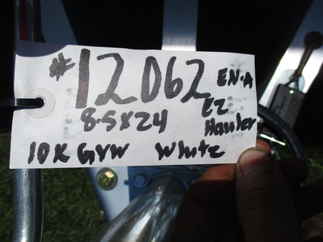 #12062 EN.A
8.5X24 EZ Hauler
10K GVW White